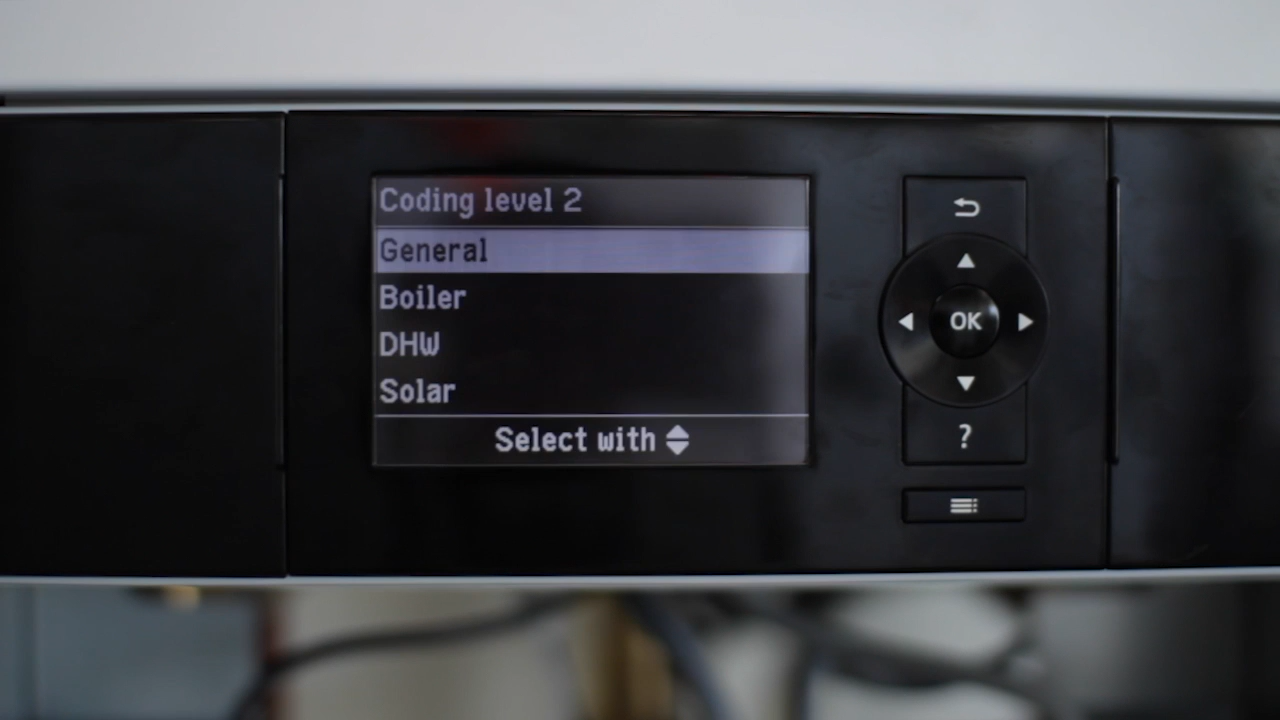 Coding level 2
General
Boiler
DHW
Solar
Select with
OK
?